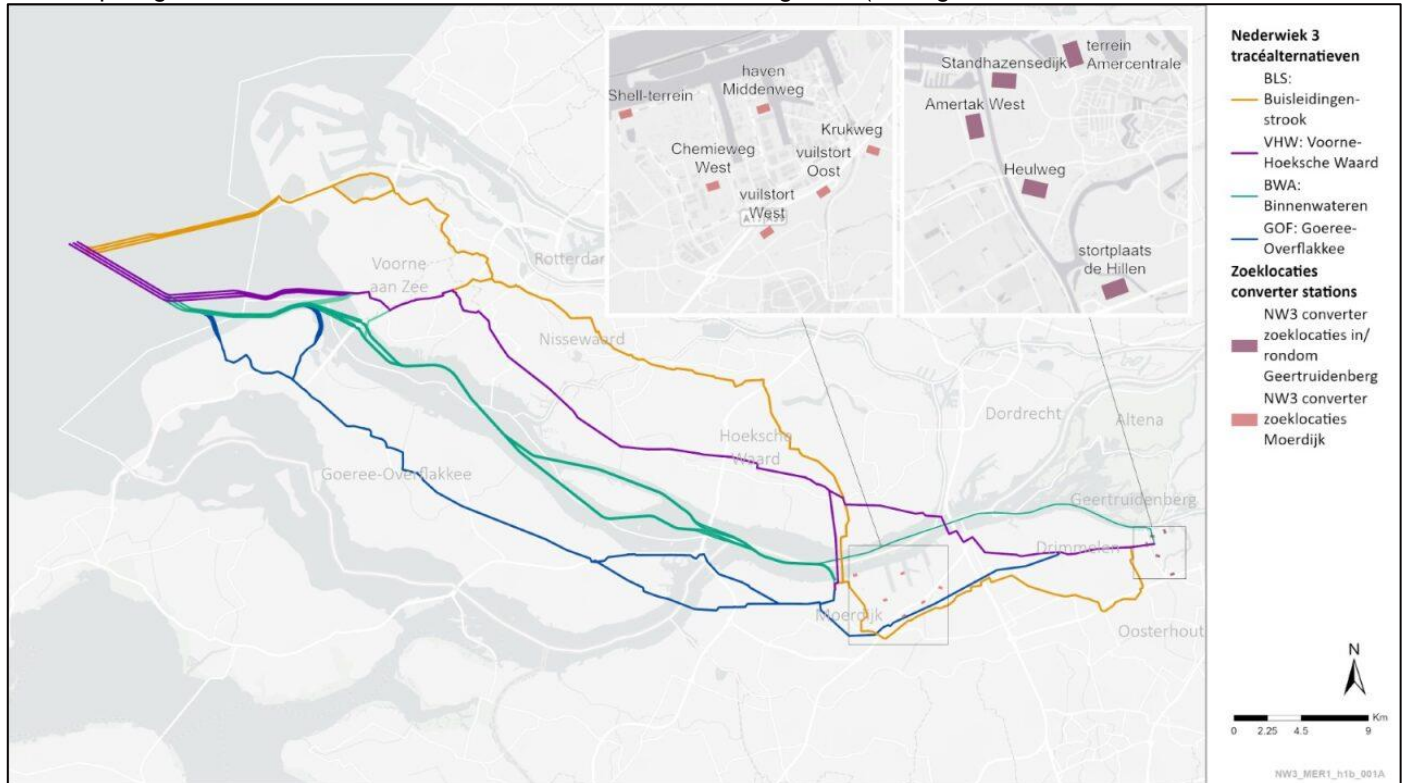 Shell-terrein
haven
Middenweg
Krukweg
Chemieweg
West
vuilstort
Oost
vuilstort
West
Standhazensedijk
terrein
Amercentrale
Amertak West
Heulweg
stortplaats
de Hillen
Voorne
aan Zee
Rotterdam
Nissewaard
Hoeksche
Waard
Goeree-Overflakkee
Dordrecht
Altena
Geertruidenberg
Drimmelen
Moerdijk
Oosterhout
Nederwiek 3
tracéalternatieven
BLS:
Buisleidingen-
strook
VHW: Voorne-
Hoeksche Waard
BWA:
Binnenwateren
GOF: Goeree-
Overflakkee
Zoeklocaties
converter stations
NW3 converter
zoeklocaties in/
rondom
Geertruidenberg
NW3 converter
zoeklocaties
Moerdijk
N
Km
0 2.25 4.5 9
NW3_MER1_h1b_001A